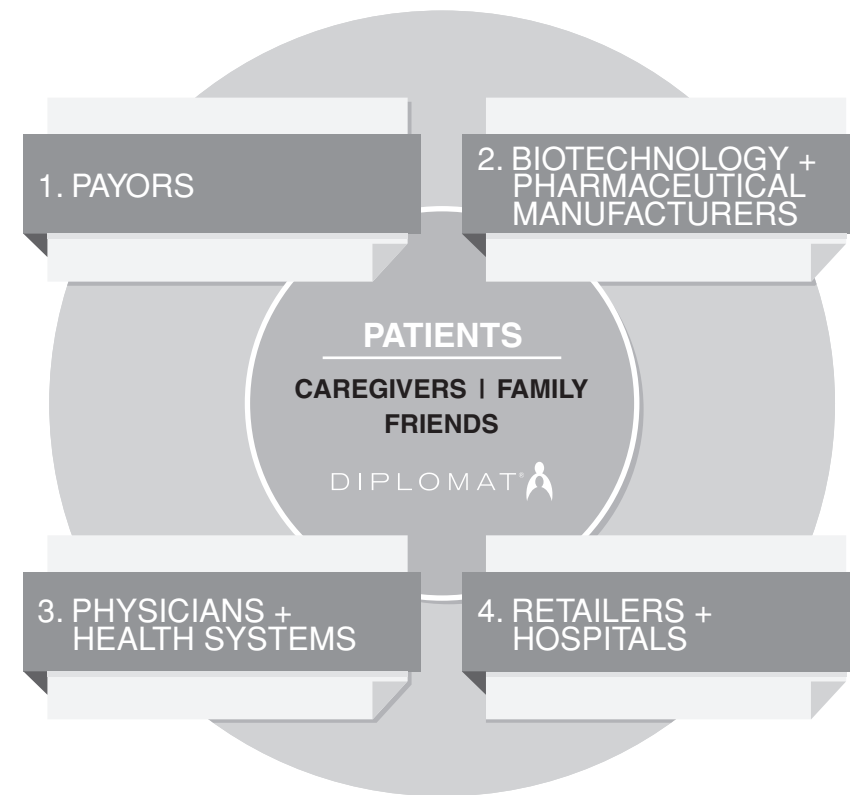 1. PAYORS
2. BIOTECHNOLOGY +
PHARMACEUTICAL
MANUFACTURERS
PATIENTS
CAREGIVERS | FAMILY
FRIENDS
DIPLOMAT®
3. PHYSICIANS +
HEALTH SYSTEMS
4. RETAILERS +
HOSPITALS